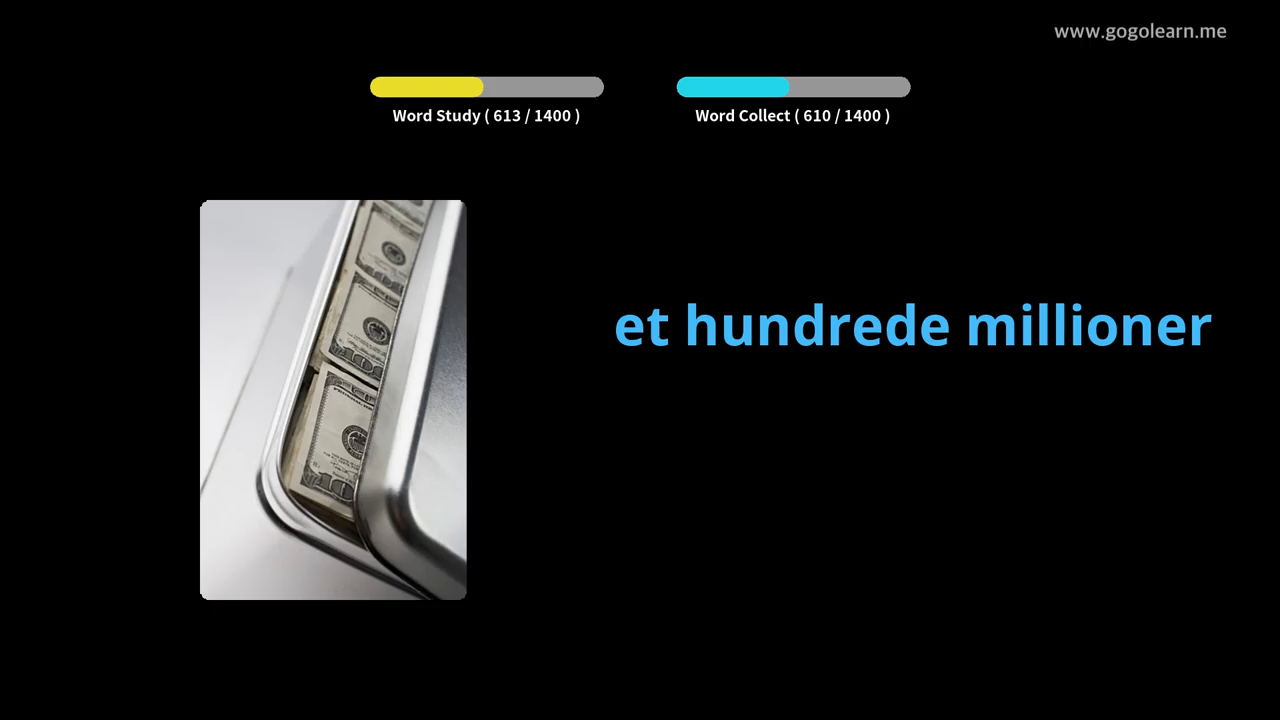 www.gogolearn.me
Word Study ( 613 / 1400 )
Word Collect ( 610 / 1400 )
et hundrede millioner